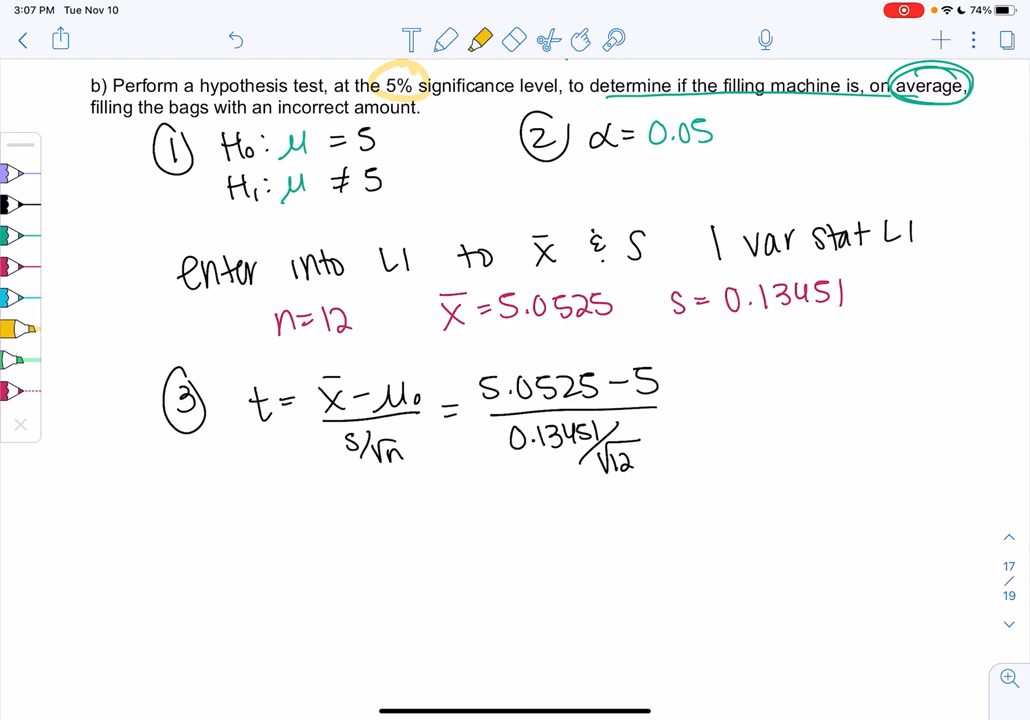 3:07 PM Tue Nov 10 74%
b) Perform a hypothesis test, at the 5% significance level, to determine if the filling machine is, on average,
filling the bags with an incorrect amount.
① H₀: μ = 5 ② α = 0.05
H₁: μ ≠ 5
enter into L1 to x̄ & S 1 var stat L1
n=12 x̄ = 5.0525 s = 0.13451
③ t = (x̄ − μ₀)/(s/√n) = (5.0525 − 5)/(0.13451/√12)
17
/
19